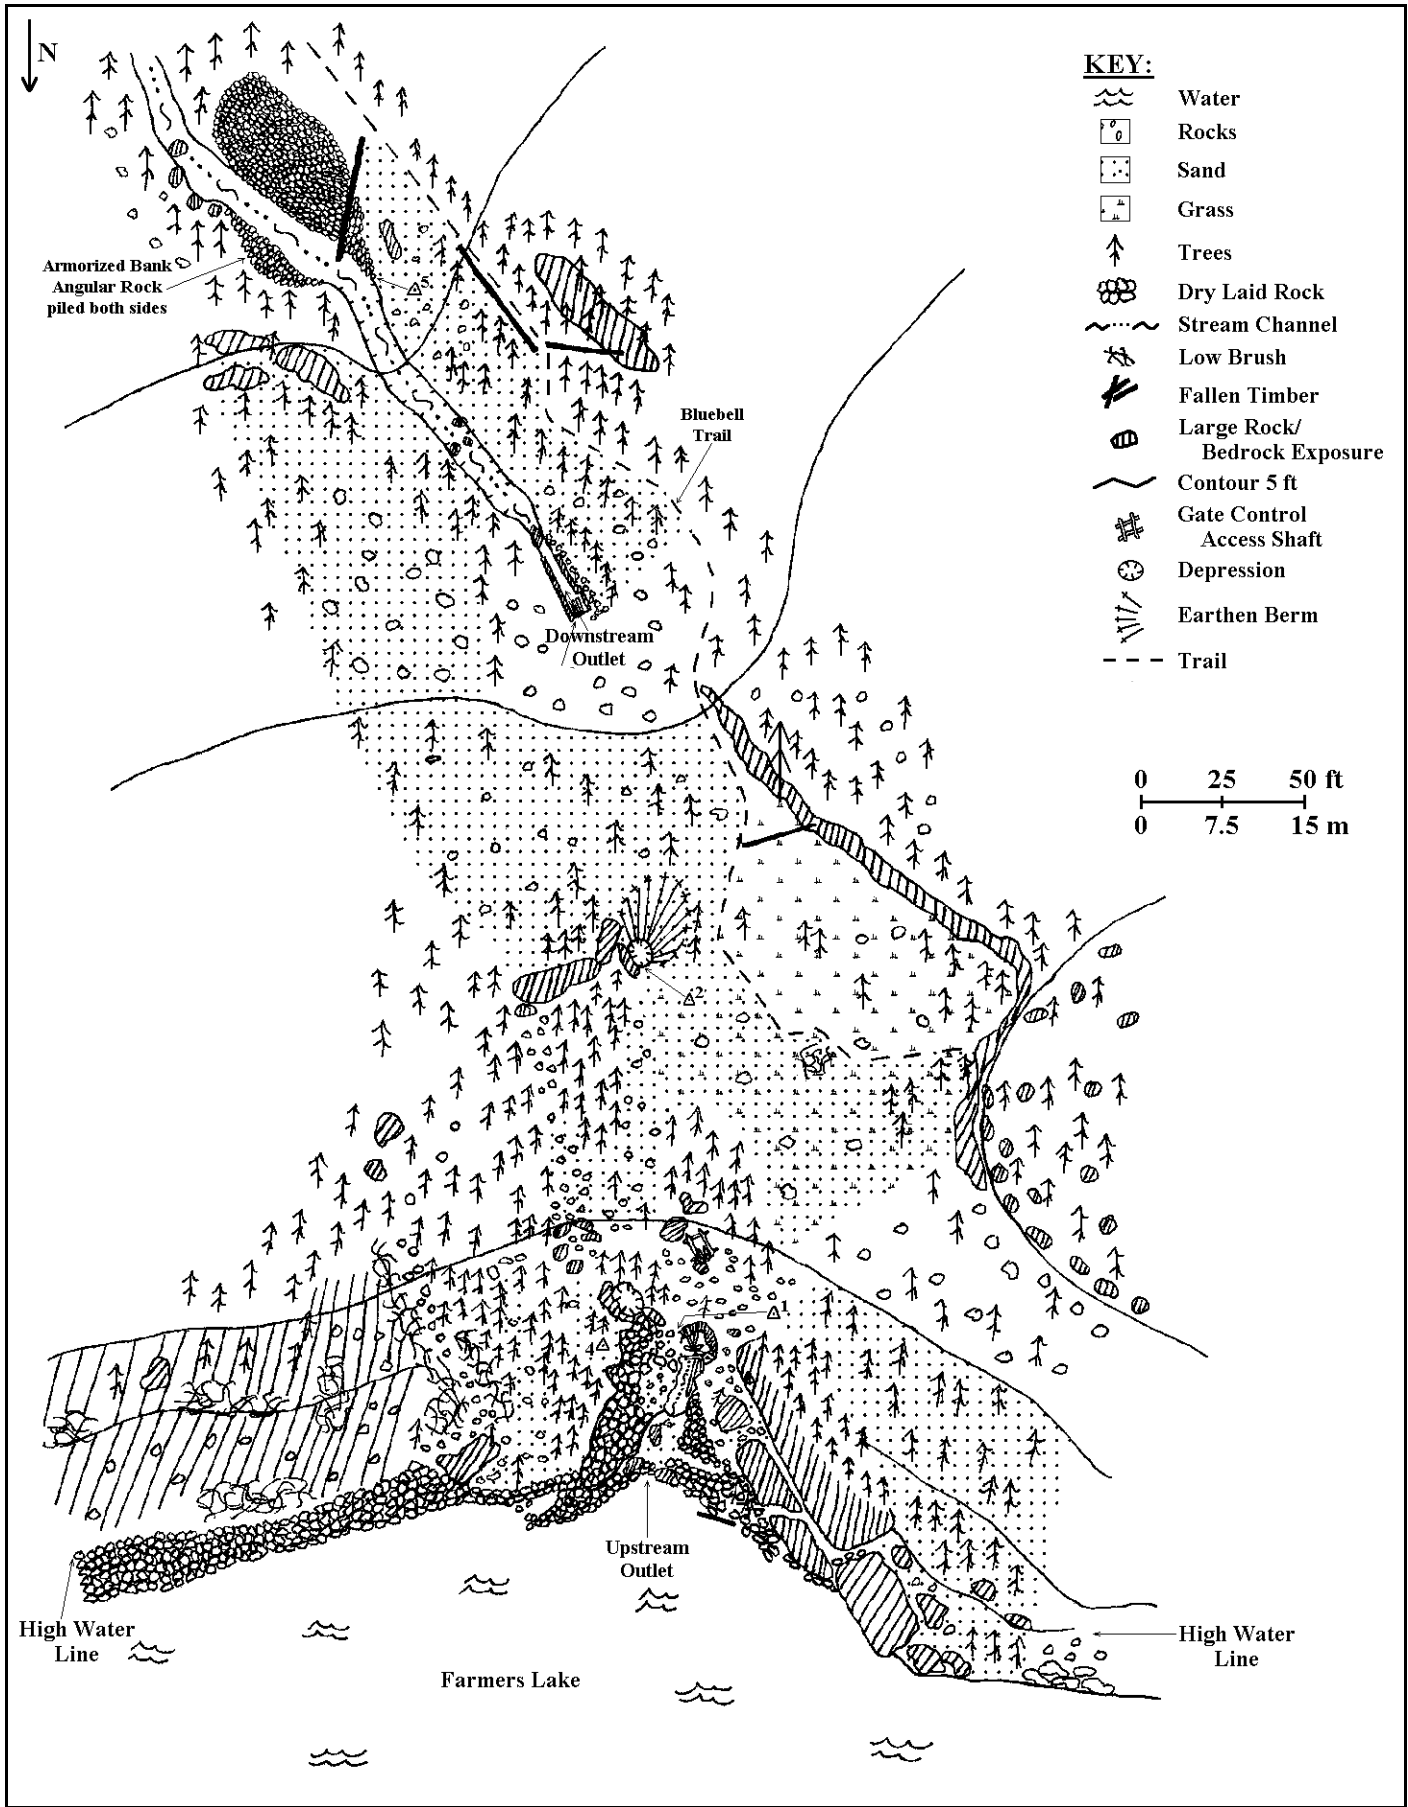 N
KEY:
Water
Rocks
Sand
Grass
Trees
Dry Laid Rock
Stream Channel
Low Brush
Fallen Timber
Large Rock/
Bedrock Exposure
Contour 5 ft
Gate Control
Access Shaft
Depression
Earthen Berm
Trail
0 25 50 ft
0 7.5 15 m
Armorized Bank
Angular Rock
piled both sides
5
Bluebell
Trail
Downstream
Outlet
2
1
4
Upstream
Outlet
High Water
Line
High Water
Line
Farmers Lake